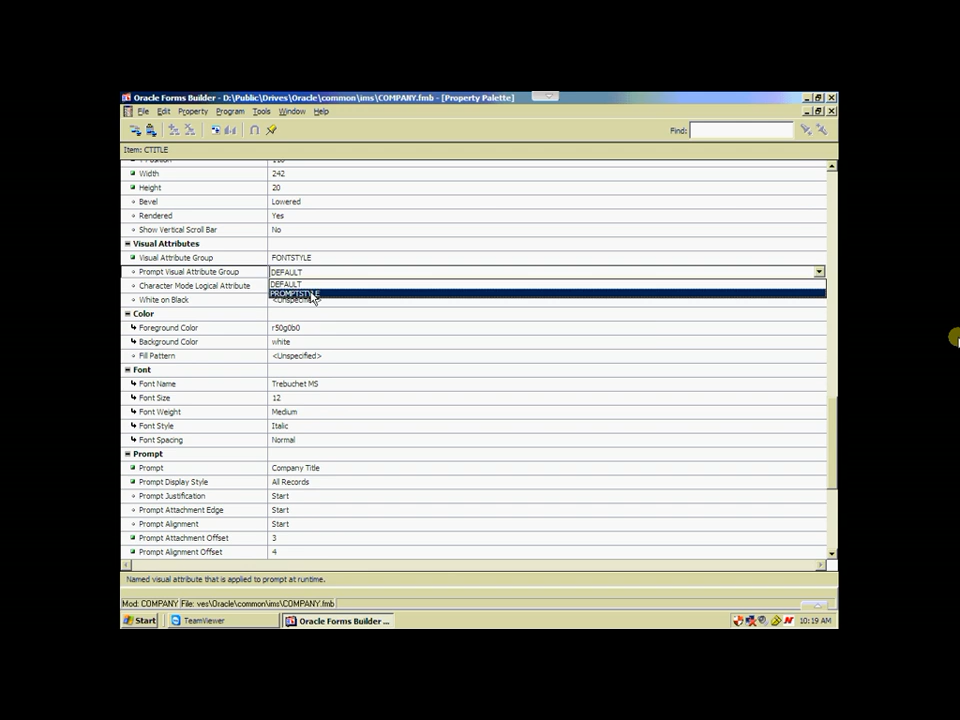 Oracle Forms Builder - D:\Public\Drives\Oracle\common\ims\COMPANY.fmb - [Property Palette]
File Edit Property Program Tools Window Help
Find:
Item: CTITLE
Width 242
Height 20
Bevel Lowered
Rendered Yes
Show Vertical Scroll Bar No
Visual Attributes
Visual Attribute Group FONTSTYLE
Prompt Visual Attribute Group DEFAULT
Character Mode Logical Attribute DEFAULT
PROMPTSTYLE
White on Black <Unspecified>
Color
Foreground Color r50g0b0
Background Color white
Fill Pattern <Unspecified>
Font
Font Name Trebuchet MS
Font Size 12
Font Weight Medium
Font Style Italic
Font Spacing Normal
Prompt
Prompt Company Title
Prompt Display Style All Records
Prompt Justification Start
Prompt Attachment Edge Start
Prompt Alignment Start
Prompt Attachment Offset 3
Prompt Alignment Offset 4
Named visual attribute that is applied to prompt at runtime.
Mod: COMPANY File: ves\Oracle\common\ims\COMPANY.fmb
Start TeamViewer Oracle Forms Builder ... 10:19 AM